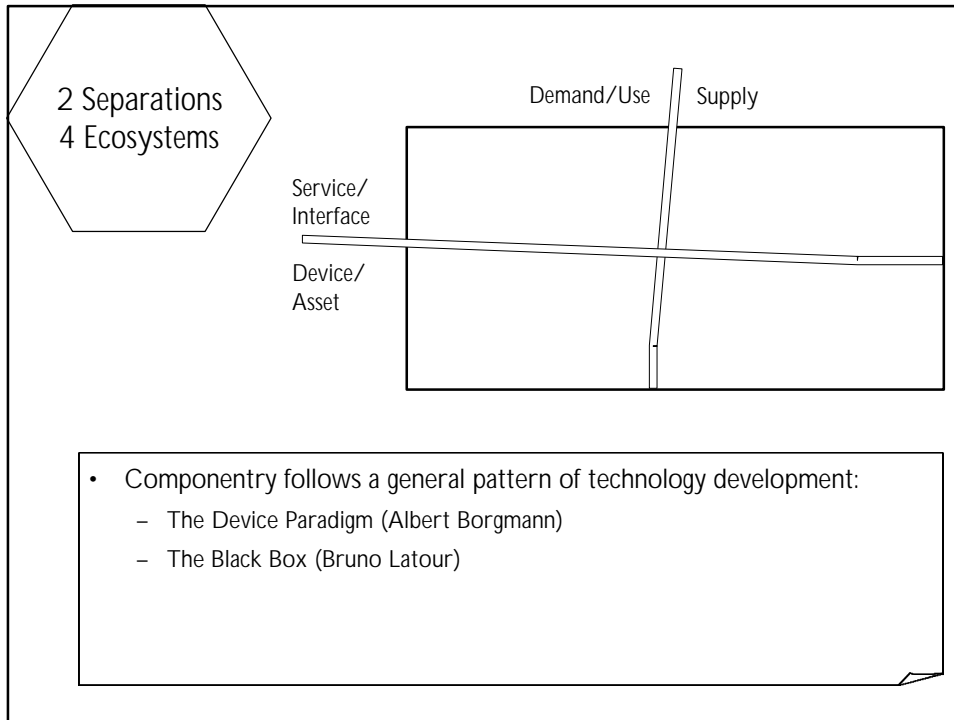 2 Separations
4 Ecosystems
Demand/Use
Supply
Service/
Interface
Device/
Asset
• Componentry follows a general pattern of technology development:
– The Device Paradigm (Albert Borgmann)
– The Black Box (Bruno Latour)